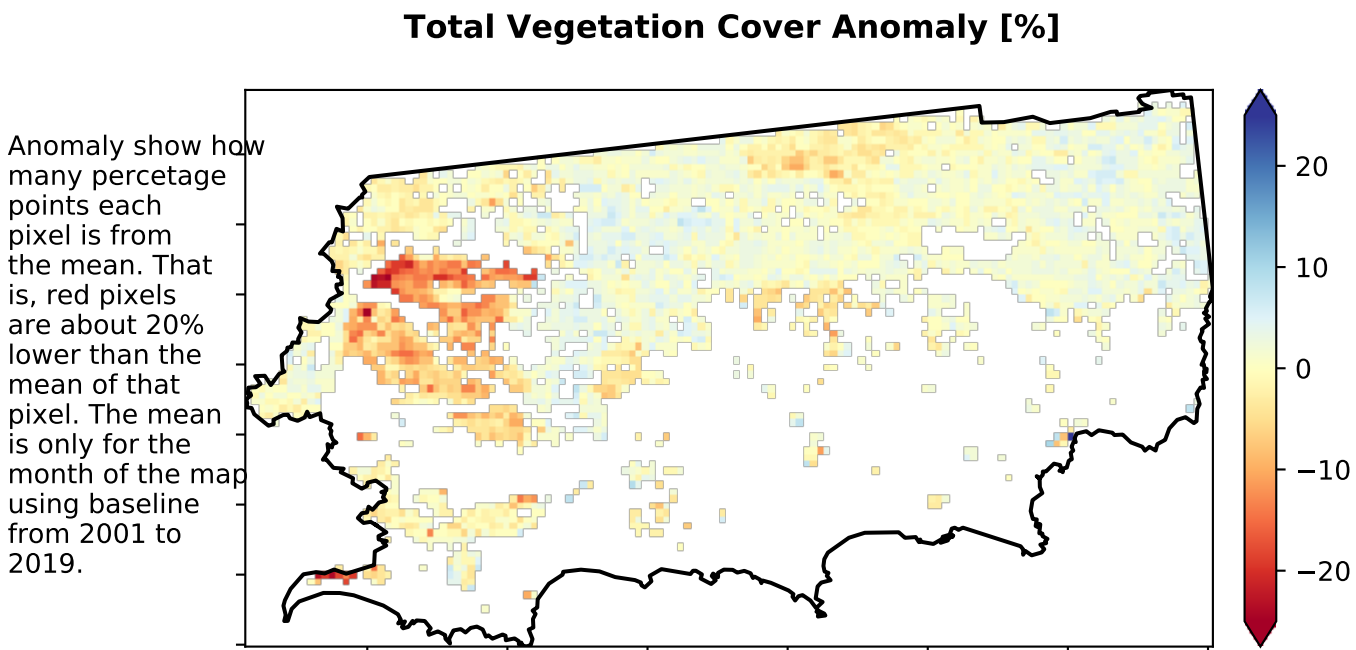 Total Vegetation Cover Anomaly [%]
Anomaly show how
many percetage
points each
pixel is from
the mean. That
is, red pixels
are about 20%
lower than the
mean of that
pixel. The mean
is only for the
month of the map
using baseline
from 2001 to
2019.
20
10
0
−10
−20